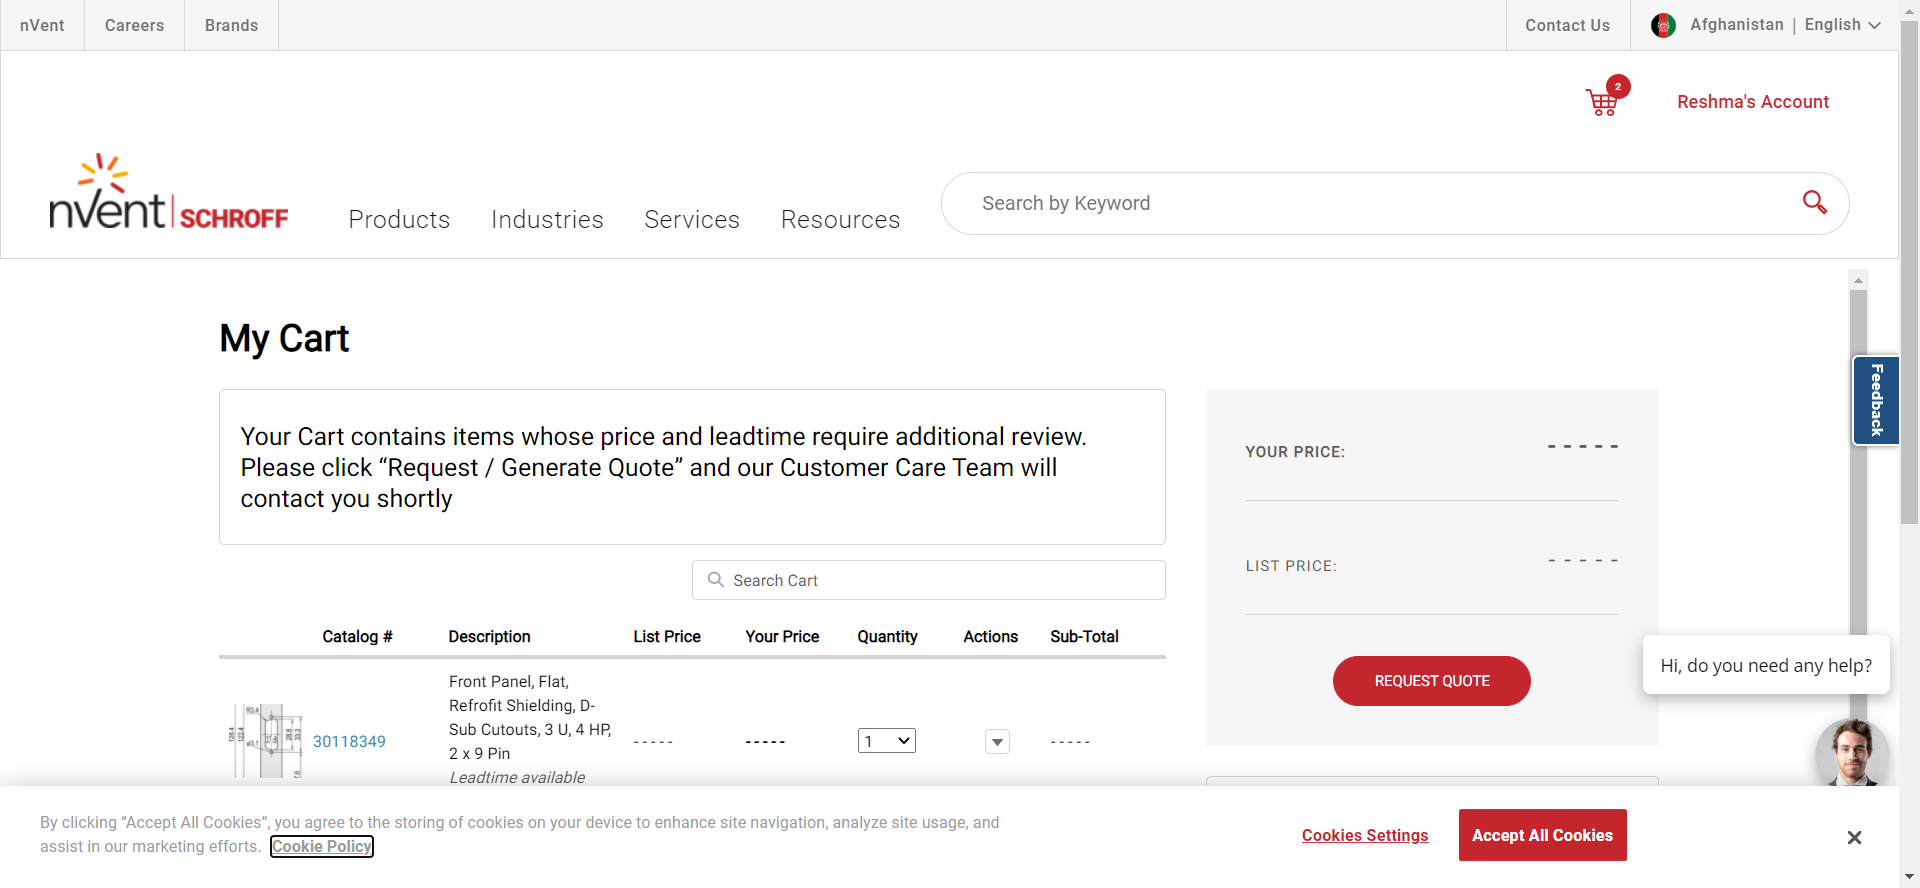 nVent
Careers
Brands
Contact Us
Afghanistan | English
2
Reshma's Account
nVent | SCHROFF
Products
Industries
Services
Resources
Search by Keyword
My Cart
Your Cart contains items whose price and leadtime require additional review.
Please click “Request / Generate Quote” and our Customer Care Team will
contact you shortly
Search Cart
Catalog # Description List Price Your Price Quantity Actions Sub-Total
Front Panel, Flat,
Refrofit Shielding, D-
Sub Cutouts, 3 U, 4 HP,
2 x 9 Pin
Leadtime available
30118349
- - - - -
- - - - -
1
- - - - -
YOUR PRICE: - - - - -
LIST PRICE: - - - - -
REQUEST QUOTE
Feedback
Hi, do you need any help?
By clicking “Accept All Cookies”, you agree to the storing of cookies on your device to enhance site navigation, analyze site usage, and
assist in our marketing efforts. Cookie Policy
Cookies Settings
Accept All Cookies